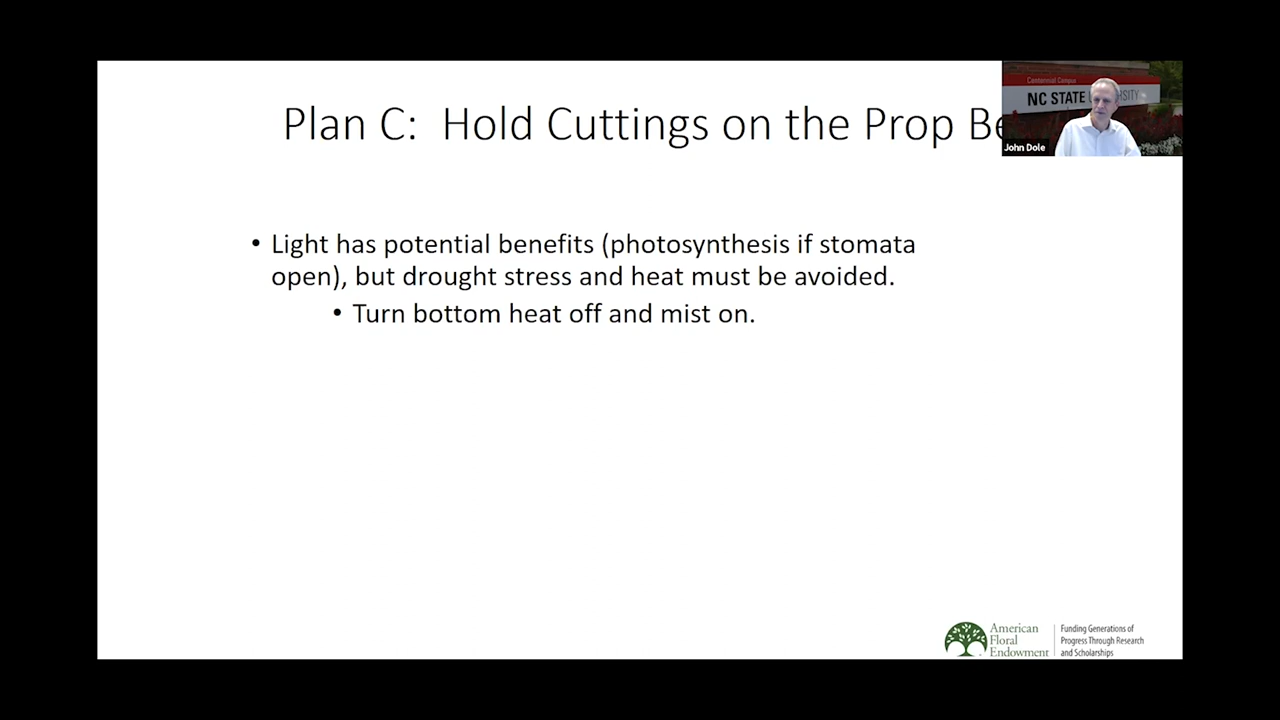 Plan C: Hold Cuttings on the Prop
Centennial Campus
NC STATE
John Dole
• Light has potential benefits (photosynthesis if stomata
open), but drought stress and heat must be avoided.
• Turn bottom heat off and mist on.
American
Floral
Endowment
Funding Generations of
Progress Through Research
and Scholarships